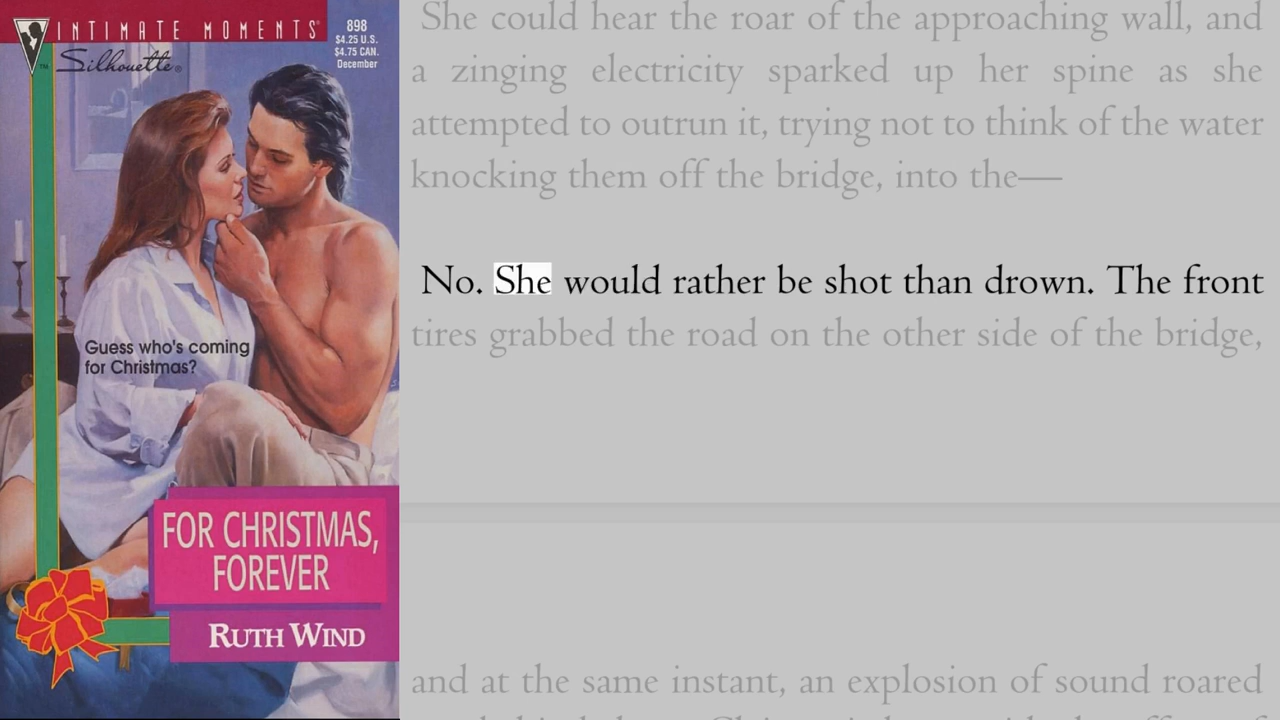 INTIMATE MOMENTS®
Silhouette®
TM
898
$4.25 U.S.
$4.75 CAN.
December
Guess who's coming
for Christmas?
FOR CHRISTMAS,
FOREVER
RUTH WIND
She could hear the roar of the approaching wall, and
a zinging electricity sparked up her spine as she
attempted to outrun it, trying not to think of the water
knocking them off the bridge, into the—
No. She would rather be shot than drown. The front
tires grabbed the road on the other side of the bridge,
and at the same instant, an explosion of sound roared